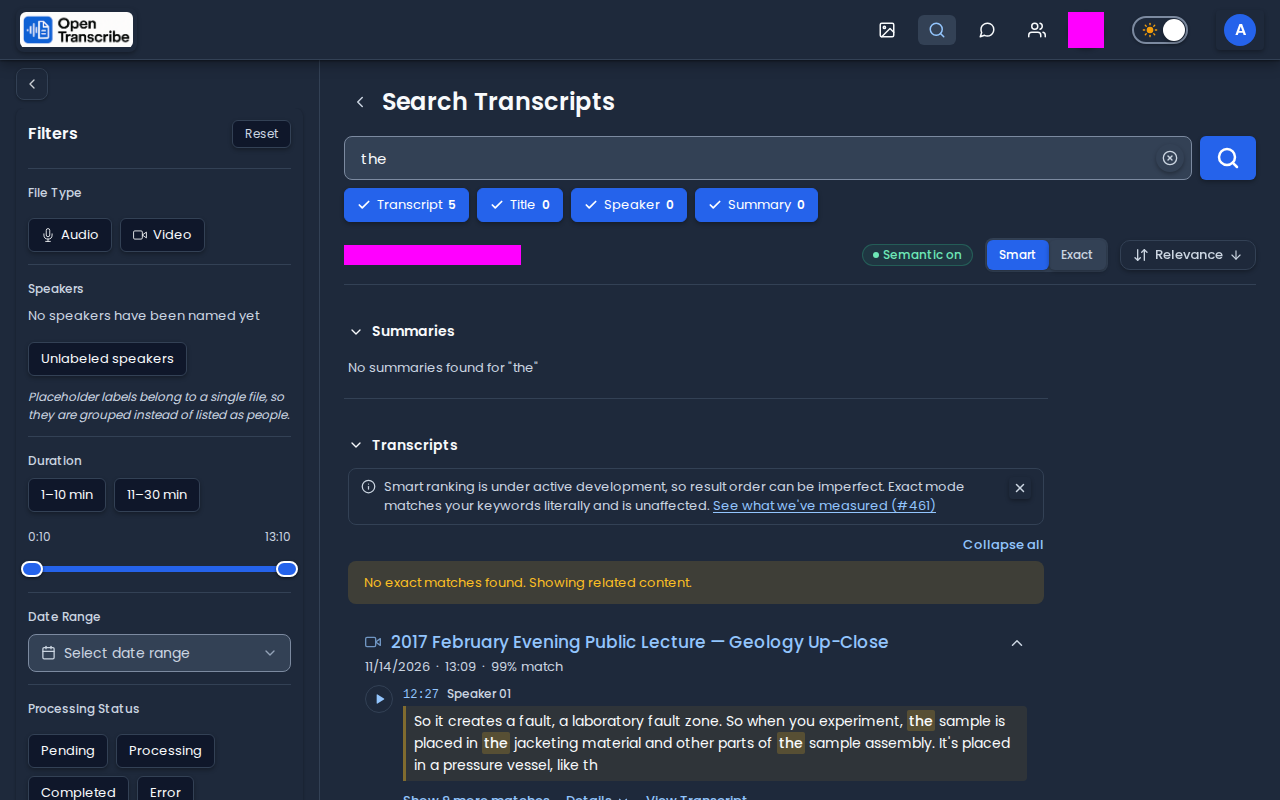 Open
Transcribe
A
Filters
Reset
File Type
Audio
Video
Speakers
No speakers have been named yet
Unlabeled speakers
Placeholder labels belong to a single file, so
they are grouped instead of listed as people.
Duration
1–10 min
11–30 min
0:10
13:10
Date Range
Select date range
Processing Status
Pending
Processing
Completed
Error
Search Transcripts
the
Transcript 5
Title 0
Speaker 0
Summary 0
Semantic on
Smart
Exact
Relevance
Summaries
No summaries found for "the"
Transcripts
Smart ranking is under active development, so result order can be imperfect. Exact mode
matches your keywords literally and is unaffected. See what we've measured (#461)
Collapse all
No exact matches found. Showing related content.
2017 February Evening Public Lecture — Geology Up-Close
11/14/2026 · 13:09 · 99% match
12:27 Speaker 01
So it creates a fault, a laboratory fault zone. So when you experiment, the sample is
placed in the jacketing material and other parts of the sample assembly. It's placed
in a pressure vessel, like th
Show 9 more matches
Details
View Transcript